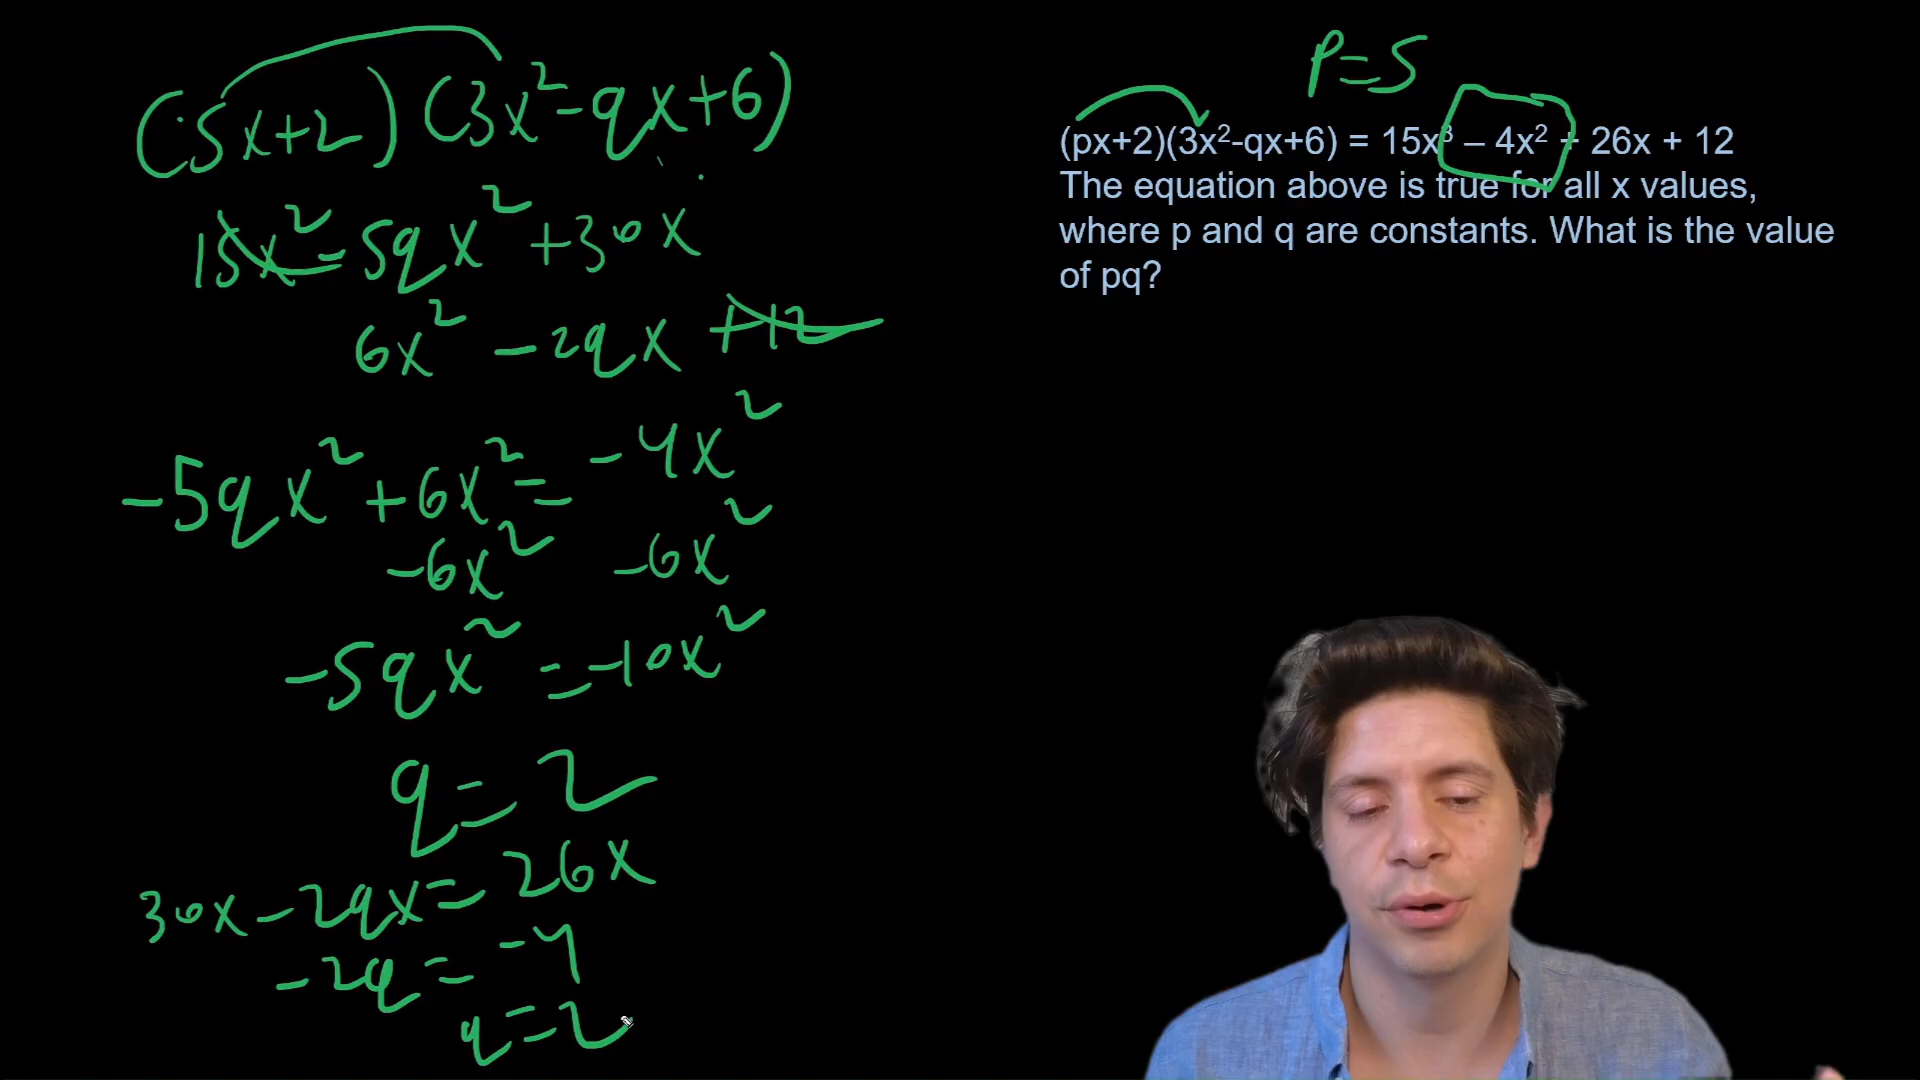 (5x+2)(3x²-qx+6)
15x² - 5qx² +30x
6x² - 2qx +12
-5qx² + 6x² = -4x²
-6x² -6x²
-5qx² = -10x²
q = 2
30x - 2qx = 26x
-2q = -4
q = 2
P=5
(px+2)(3x²-qx+6) = 15x³ – 4x² + 26x + 12
The equation above is true for all x values,
where p and q are constants. What is the value
of pq?